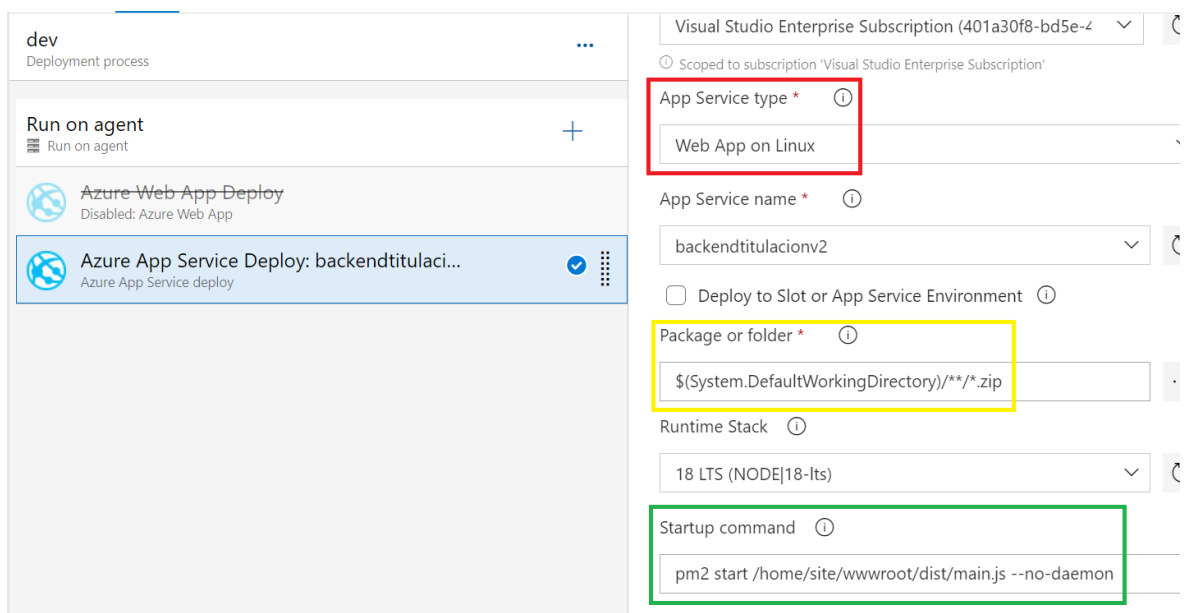 dev
Deployment process
Run on agent
Run on agent
Azure Web App Deploy
Disabled: Azure Web App
Azure App Service Deploy: backendtitulaci...
Azure App Service deploy
Visual Studio Enterprise Subscription (401a30f8-bd5e-4
Scoped to subscription 'Visual Studio Enterprise Subscription'
App Service type *
Web App on Linux
App Service name *
backendtitulacionv2
Deploy to Slot or App Service Environment
Package or folder *
$(System.DefaultWorkingDirectory)/**/*.zip
Runtime Stack
18 LTS (NODE|18-lts)
Startup command
pm2 start /home/site/wwwroot/dist/main.js --no-daemon